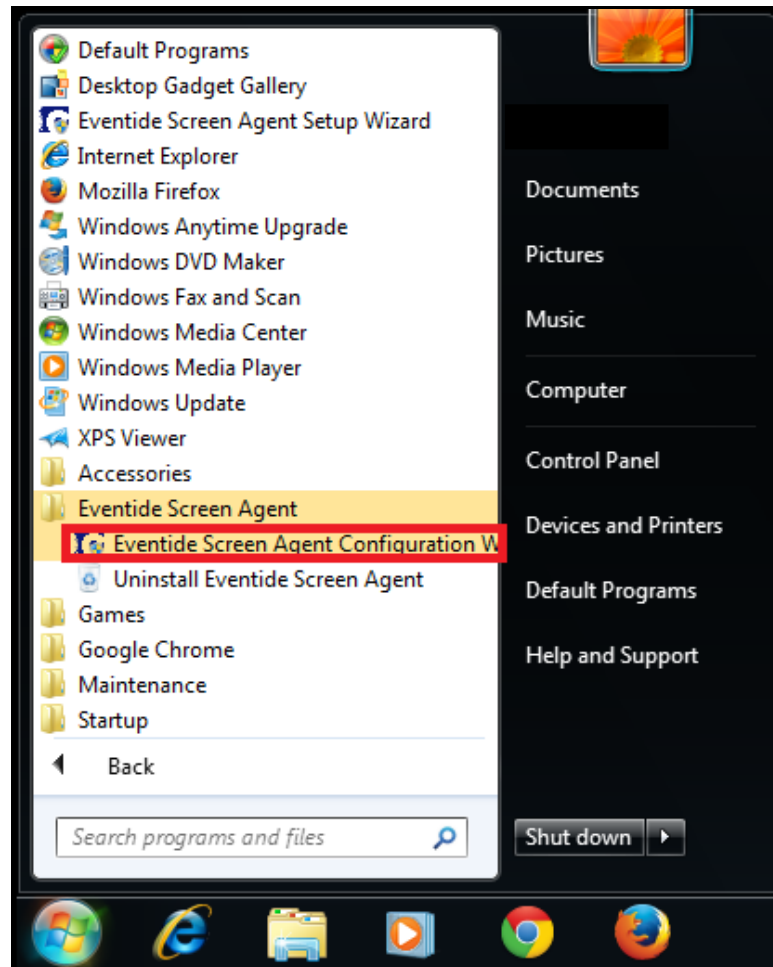 Default Programs
Desktop Gadget Gallery
Eventide Screen Agent Setup Wizard
Internet Explorer
Mozilla Firefox
Windows Anytime Upgrade
Windows DVD Maker
Windows Fax and Scan
Windows Media Center
Windows Media Player
Windows Update
XPS Viewer
Accessories
Eventide Screen Agent
Eventide Screen Agent Configuration W
Uninstall Eventide Screen Agent
Games
Google Chrome
Maintenance
Startup
Back
Search programs and files
Documents
Pictures
Music
Computer
Control Panel
Devices and Printers
Default Programs
Help and Support
Shut down